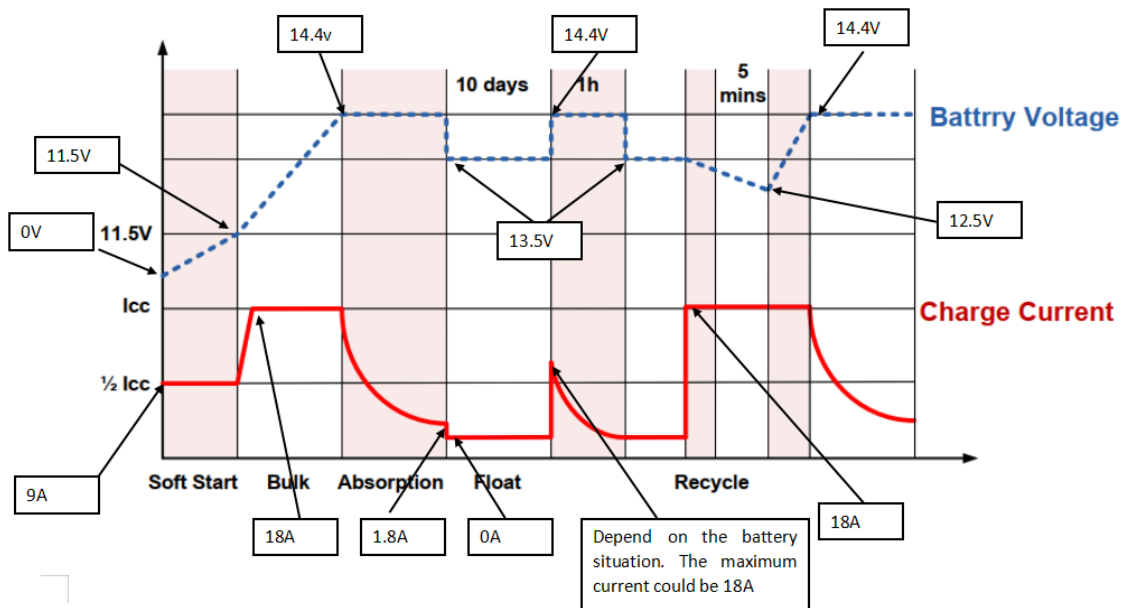 14.4v
14.4V
14.4V
10 days
1h
5
mins
Battrry Voltage
11.5V
0V
11.5V
13.5V
12.5V
Icc
Charge Current
½ Icc
Soft Start
Bulk
Absorption
Float
Recycle
9A
18A
1.8A
0A
Depend on the battery
situation. The maximum
current could be 18A
18A